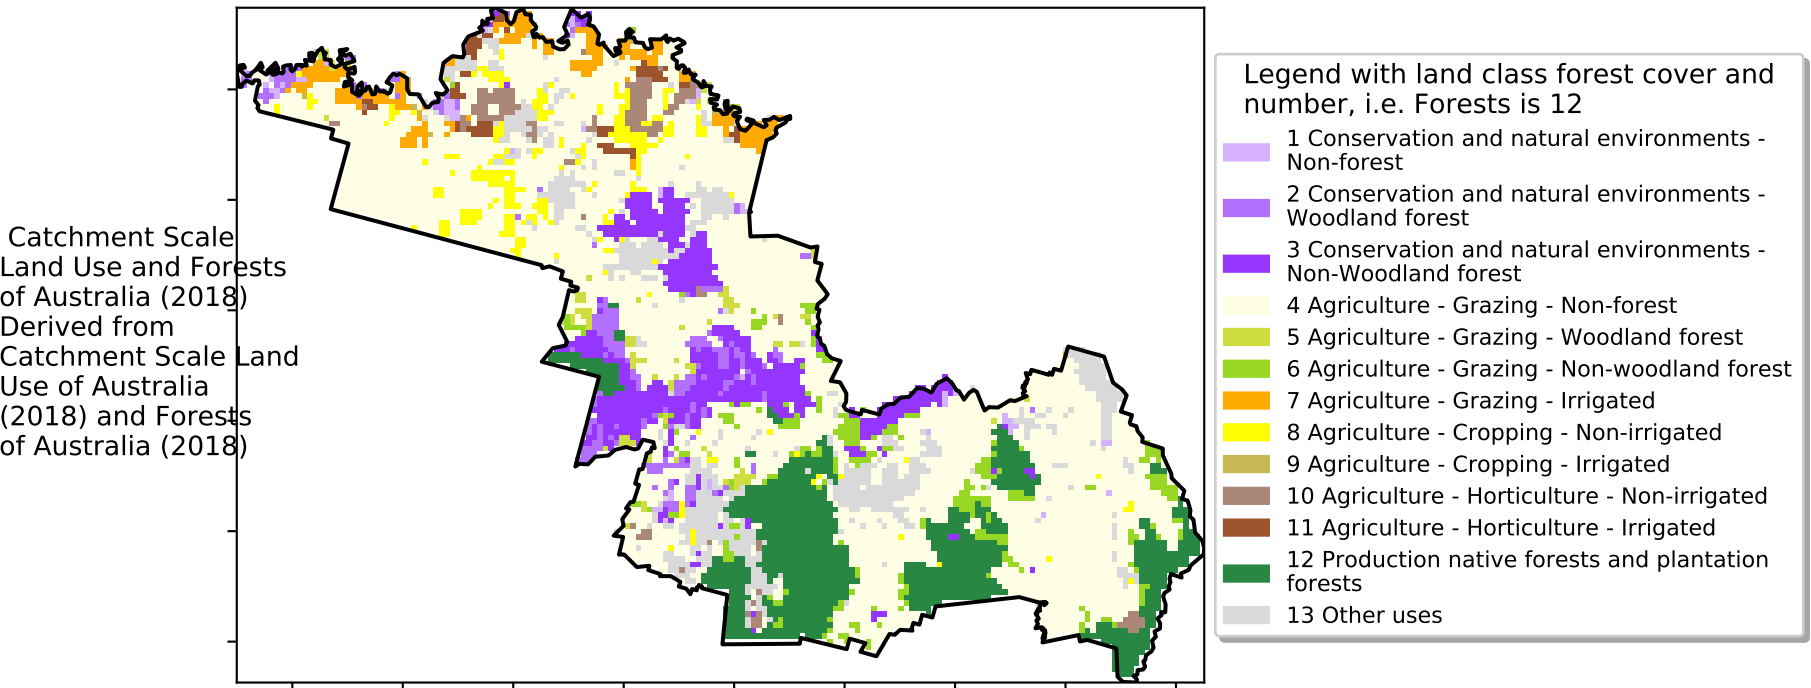 Catchment Scale
Land Use and Forests
of Australia (2018)
Derived from
Catchment Scale Land
Use of Australia
(2018) and Forests
of Australia (2018)
Legend with land class forest cover and
number, i.e. Forests is 12
1 Conservation and natural environments -
Non-forest
2 Conservation and natural environments -
Woodland forest
3 Conservation and natural environments -
Non-Woodland forest
4 Agriculture - Grazing - Non-forest
5 Agriculture - Grazing - Woodland forest
6 Agriculture - Grazing - Non-woodland forest
7 Agriculture - Grazing - Irrigated
8 Agriculture - Cropping - Non-irrigated
9 Agriculture - Cropping - Irrigated
10 Agriculture - Horticulture - Non-irrigated
11 Agriculture - Horticulture - Irrigated
12 Production native forests and plantation
forests
13 Other uses